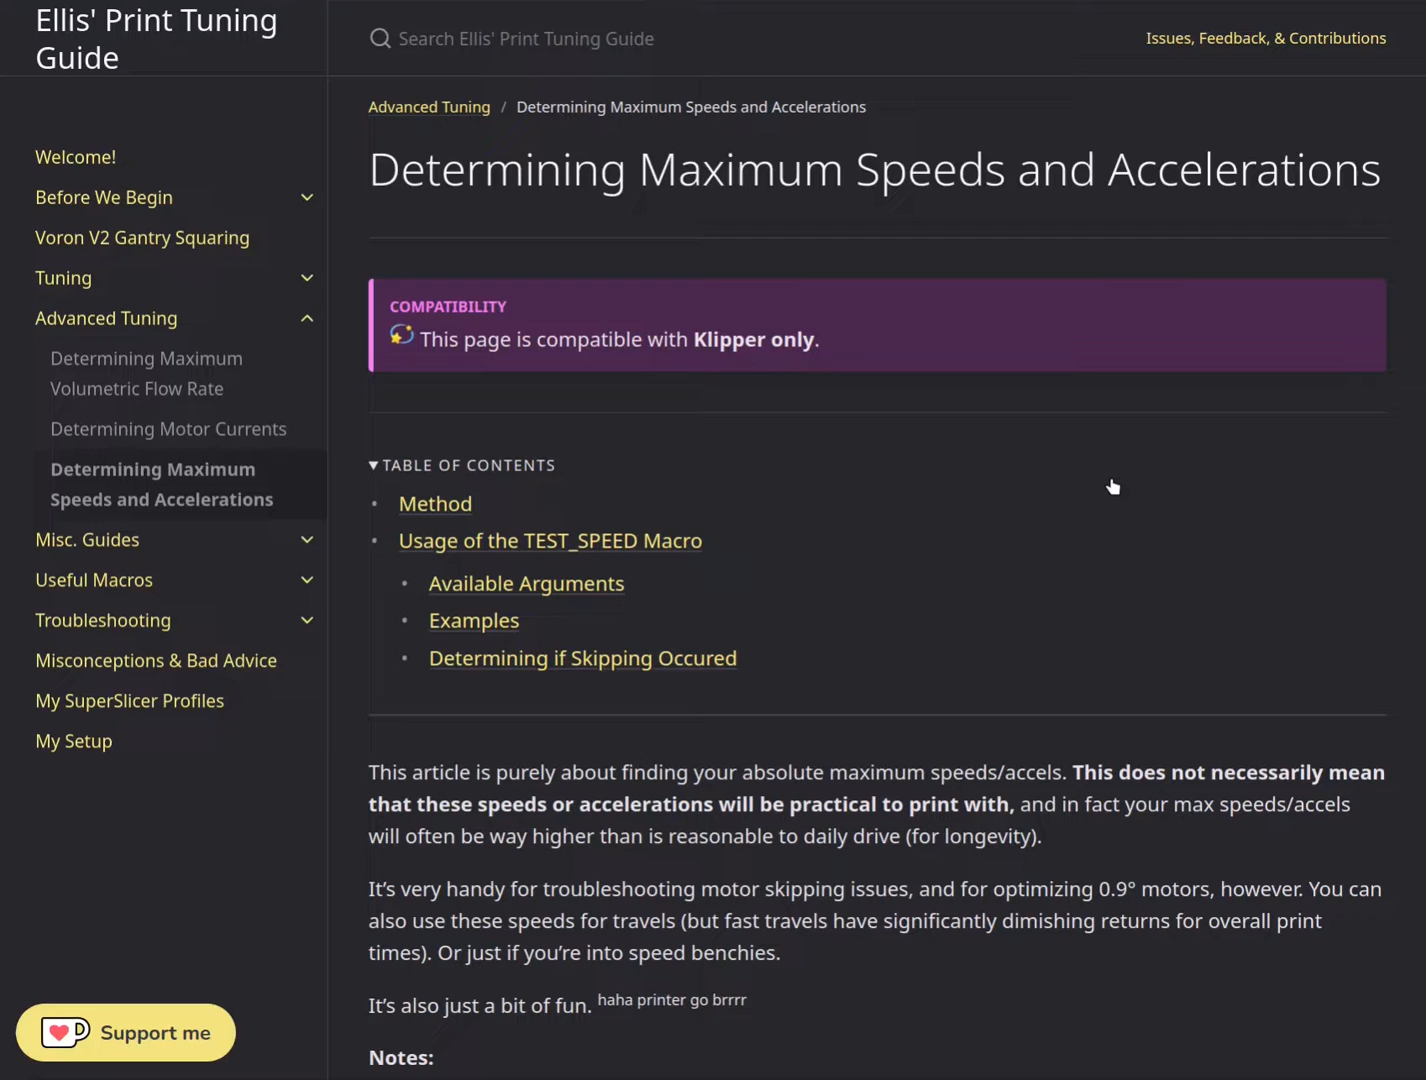 Ellis' Print Tuning
Guide
Search Ellis' Print Tuning Guide
Issues, Feedback, & Contributions
Welcome!
Before We Begin
Voron V2 Gantry Squaring
Tuning
Advanced Tuning
Determining Maximum
Volumetric Flow Rate
Determining Motor Currents
Determining Maximum
Speeds and Accelerations
Misc. Guides
Useful Macros
Troubleshooting
Misconceptions & Bad Advice
My SuperSlicer Profiles
My Setup
Support me
Advanced Tuning / Determining Maximum Speeds and Accelerations
Determining Maximum Speeds and Accelerations
COMPATIBILITY
This page is compatible with Klipper only.
▼ TABLE OF CONTENTS
• Method
• Usage of the TEST_SPEED Macro
• Available Arguments
• Examples
• Determining if Skipping Occured
This article is purely about finding your absolute maximum speeds/accels. This does not necessarily mean
that these speeds or accelerations will be practical to print with, and in fact your max speeds/accels
will often be way higher than is reasonable to daily drive (for longevity).
It’s very handy for troubleshooting motor skipping issues, and for optimizing 0.9° motors, however. You can
also use these speeds for travels (but fast travels have significantly dimishing returns for overall print
times). Or just if you’re into speed benchies.
It’s also just a bit of fun. haha printer go brrrr
Notes: